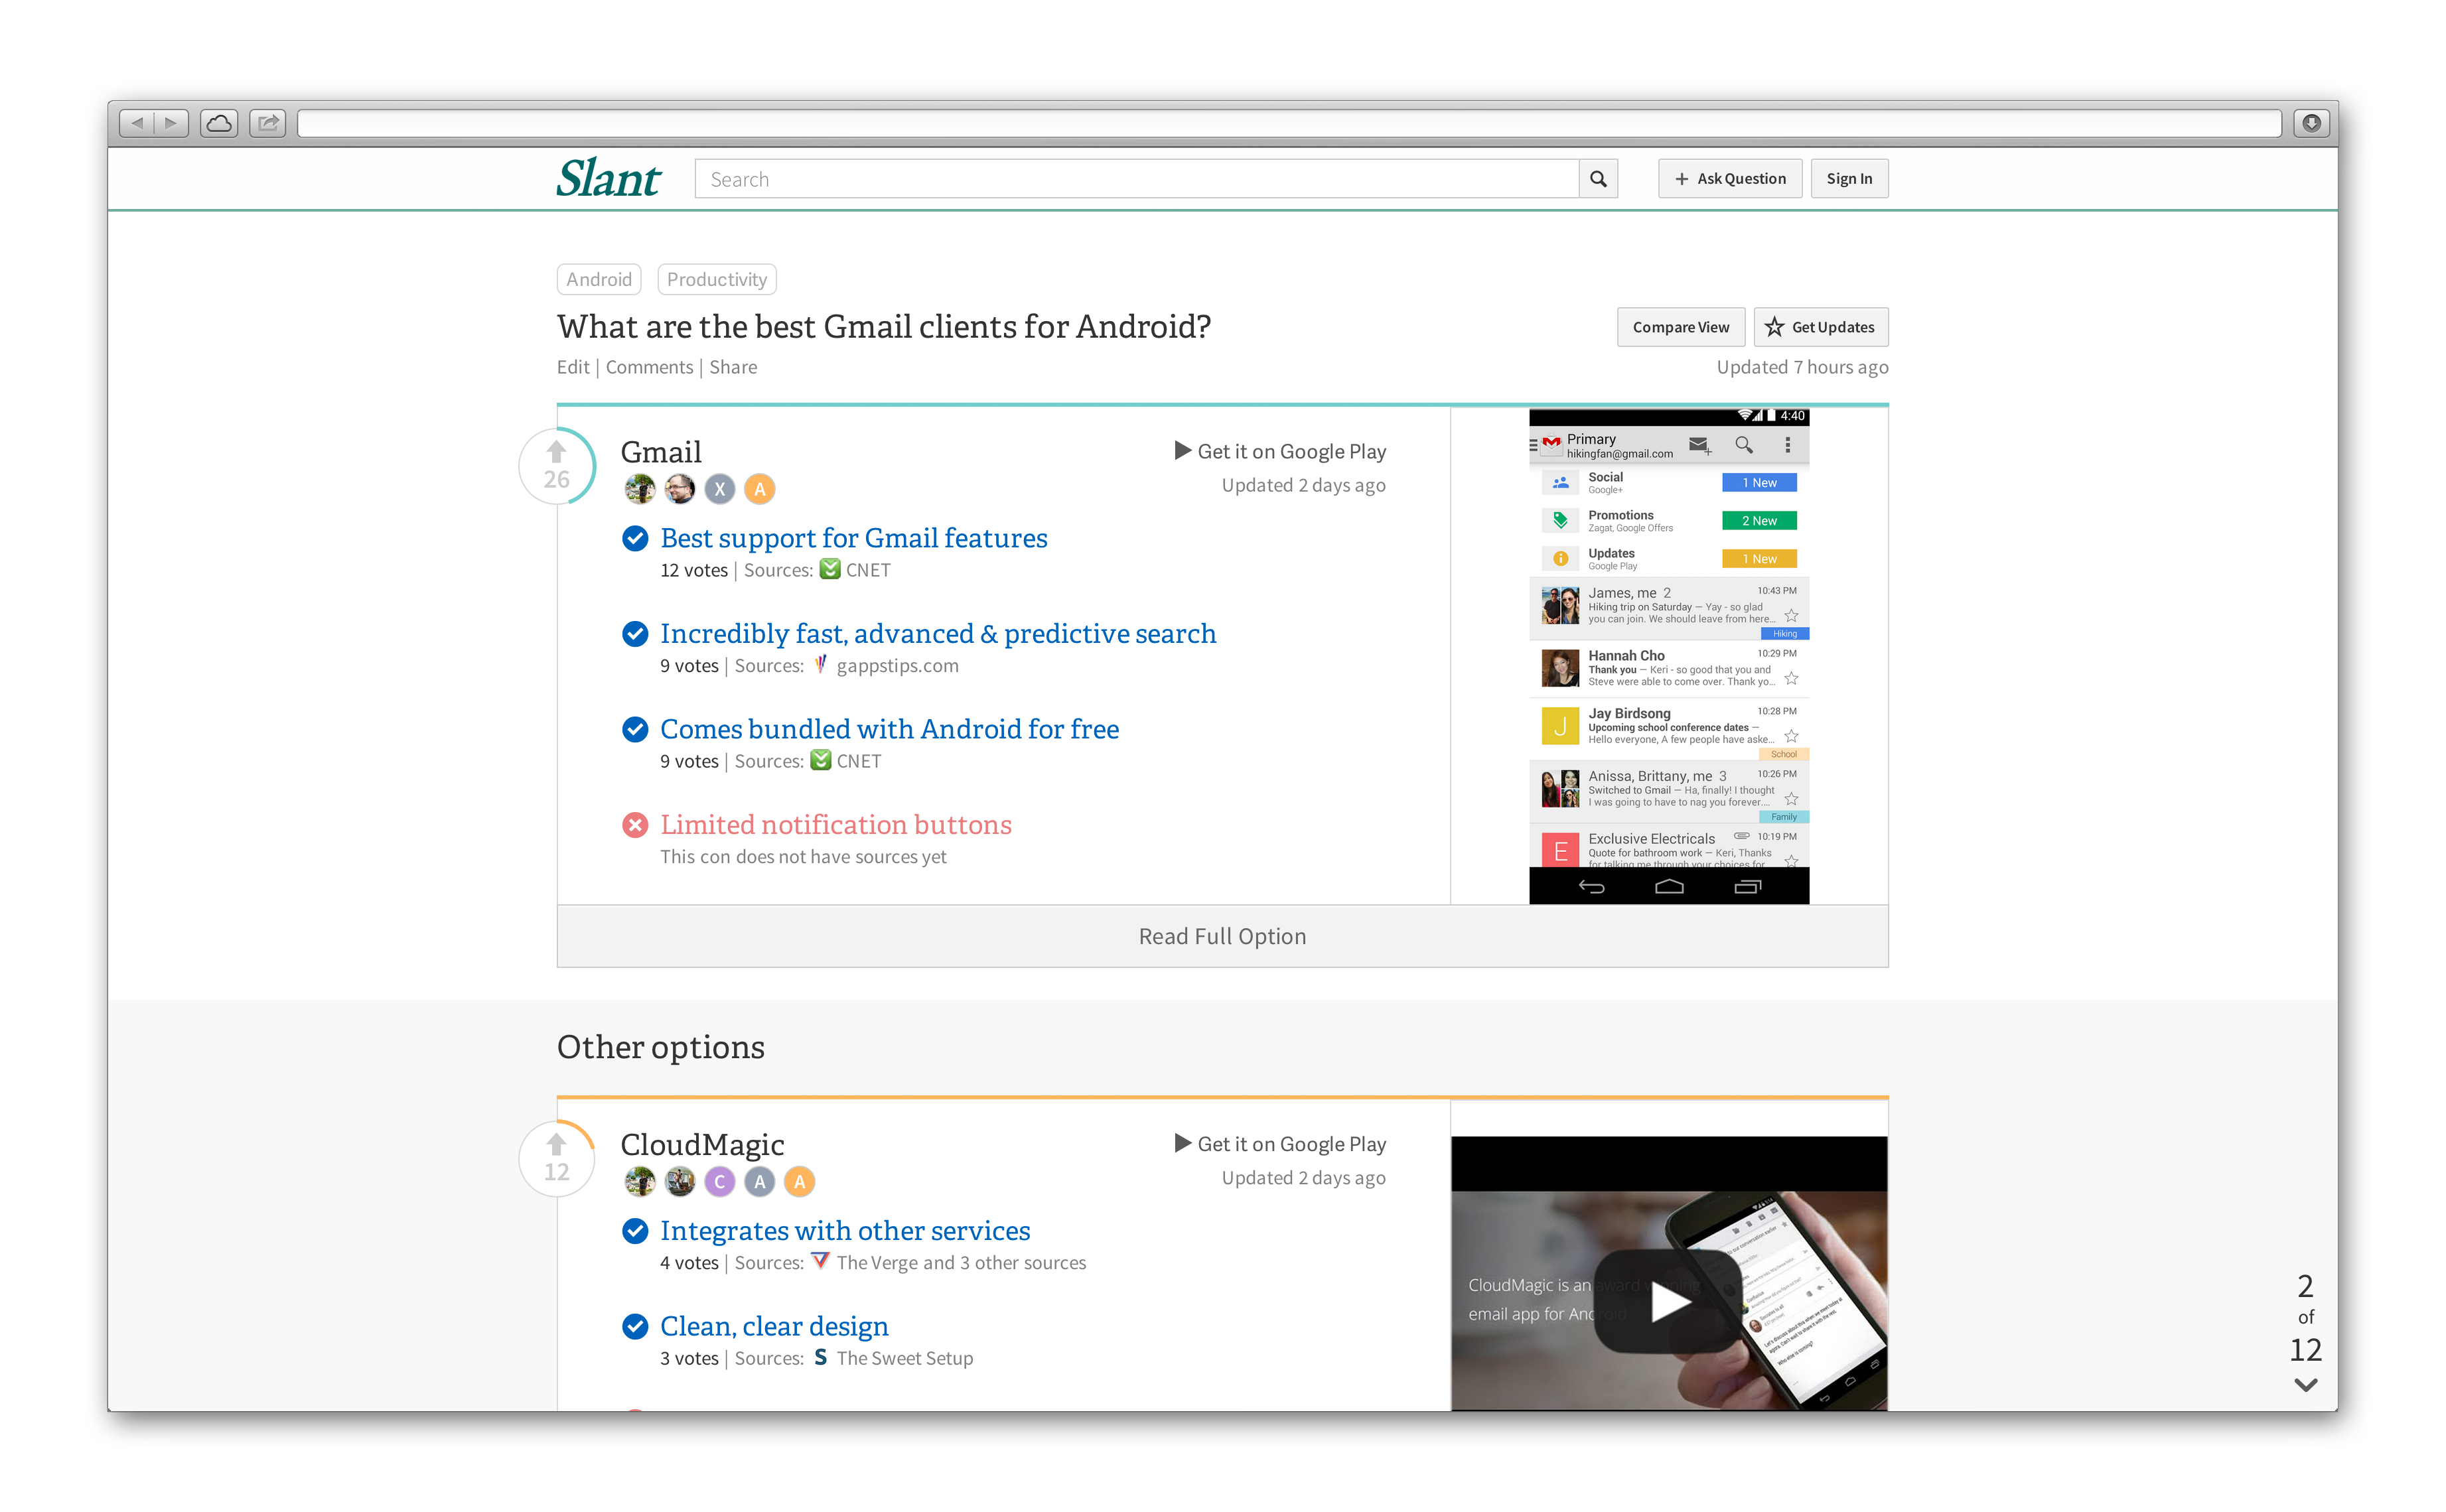 Slant
Search
+ Ask Question
Sign In
Android
Productivity
What are the best Gmail clients for Android?
Compare View
Get Updates
Edit | Comments | Share
Updated 7 hours ago
26
Gmail
Get it on Google Play
Updated 2 days ago
X
A
Best support for Gmail features
12 votes | Sources: CNET
Incredibly fast, advanced & predictive search
9 votes | Sources: gappstips.com
Comes bundled with Android for free
9 votes | Sources: CNET
Limited notification buttons
This con does not have sources yet
4:40
Primary
hikingfan@gmail.com
Social
Google+
1 New
Promotions
Zagat, Google Offers
2 New
Updates
Google Play
1 New
James, me 2
10:43 PM
Hiking trip on Saturday — Yay - so glad
you can join. We should leave from here...
Hiking
Hannah Cho
10:29 PM
Thank you — Keri - so good that you and
Steve were able to come over. Thank yo...
J
Jay Birdsong
10:28 PM
Upcoming school conference dates —
Hello everyone, A few people have aske...
School
Anissa, Brittany, me 3
10:26 PM
Switched to Gmail — Ha, finally! I thought
I was going to have to nag you forever....
Family
E
Exclusive Electricals
10:19 PM
Quote for bathroom work — Keri, Thanks
for talking me through your choices for
Read Full Option
Other options
12
CloudMagic
Get it on Google Play
Updated 2 days ago
C
A
A
Integrates with other services
4 votes | Sources: The Verge and 3 other sources
Clean, clear design
3 votes | Sources: S The Sweet Setup
CloudMagic is an award winning
email app for Android
2
of
12